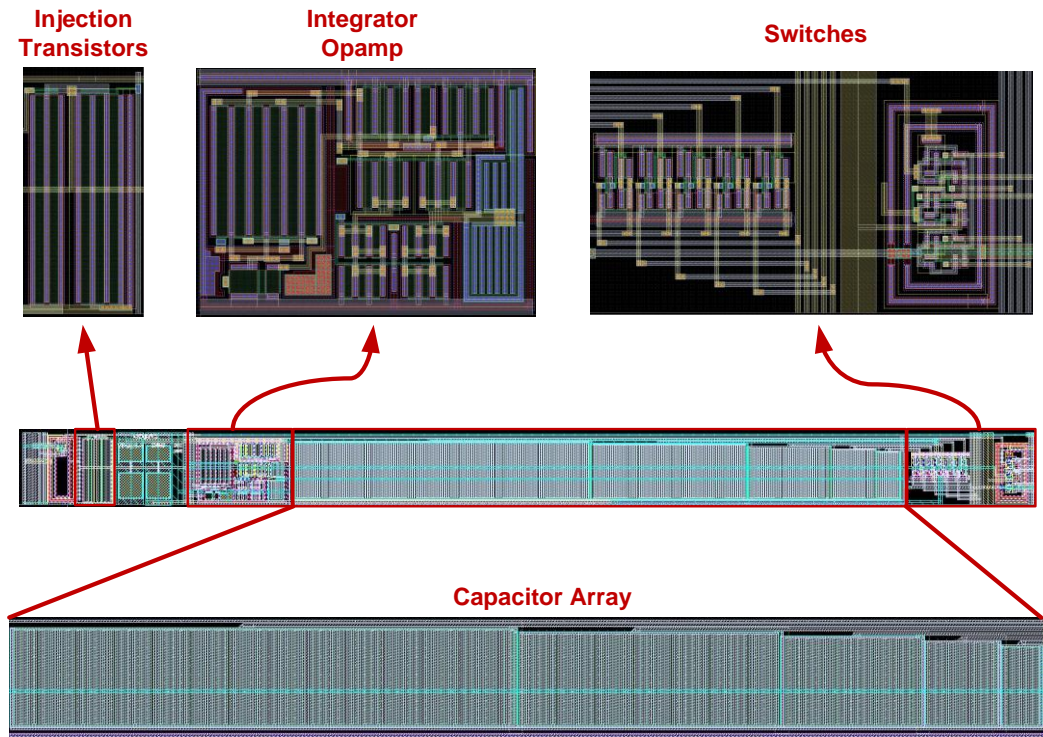 Injection
Transistors
Integrator
Opamp
Switches
Capacitor Array